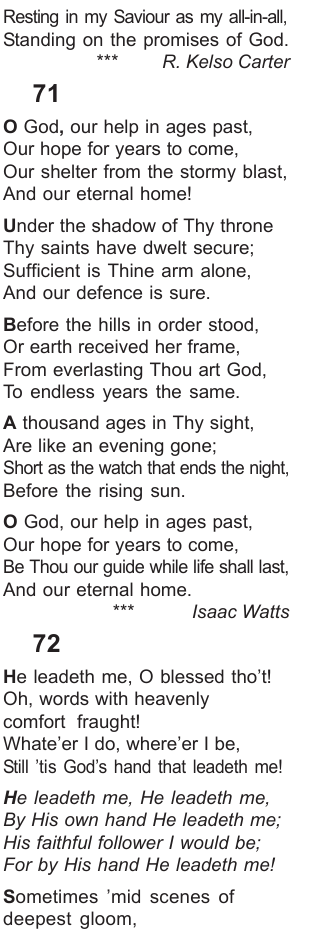 Resting in my Saviour as my all-in-all,
Standing on the promises of God.
*** R. Kelso Carter
71
O God, our help in ages past,
Our hope for years to come,
Our shelter from the stormy blast,
And our eternal home!
Under the shadow of Thy throne
Thy saints have dwelt secure;
Sufficient is Thine arm alone,
And our defence is sure.
Before the hills in order stood,
Or earth received her frame,
From everlasting Thou art God,
To endless years the same.
A thousand ages in Thy sight,
Are like an evening gone;
Short as the watch that ends the night,
Before the rising sun.
O God, our help in ages past,
Our hope for years to come,
Be Thou our guide while life shall last,
And our eternal home.
*** Isaac Watts
72
He leadeth me, O blessed tho't!
Oh, words with heavenly
comfort fraught!
Whate'er I do, where'er I be,
Still 'tis God's hand that leadeth me!
He leadeth me, He leadeth me,
By His own hand He leadeth me;
His faithful follower I would be;
For by His hand He leadeth me!
Sometimes 'mid scenes of
deepest gloom,